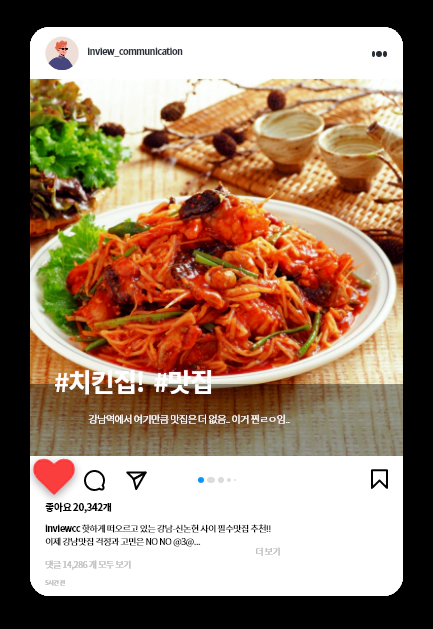 inview_communication
#치킨집! #맛집
강남역에서 여기만큼 맛집은 더 없음.. 이거 찐ㄹㅇ임..
좋아요 20,342개
inviewcc 핫하게 떠오르고 있는 강남-신논현 사이 필수맛집 추천!!
이제 강남맛집 걱정과 고민은 NO NO @3@...
더 보기
댓글 14,286 개 모두 보기
5시간 전